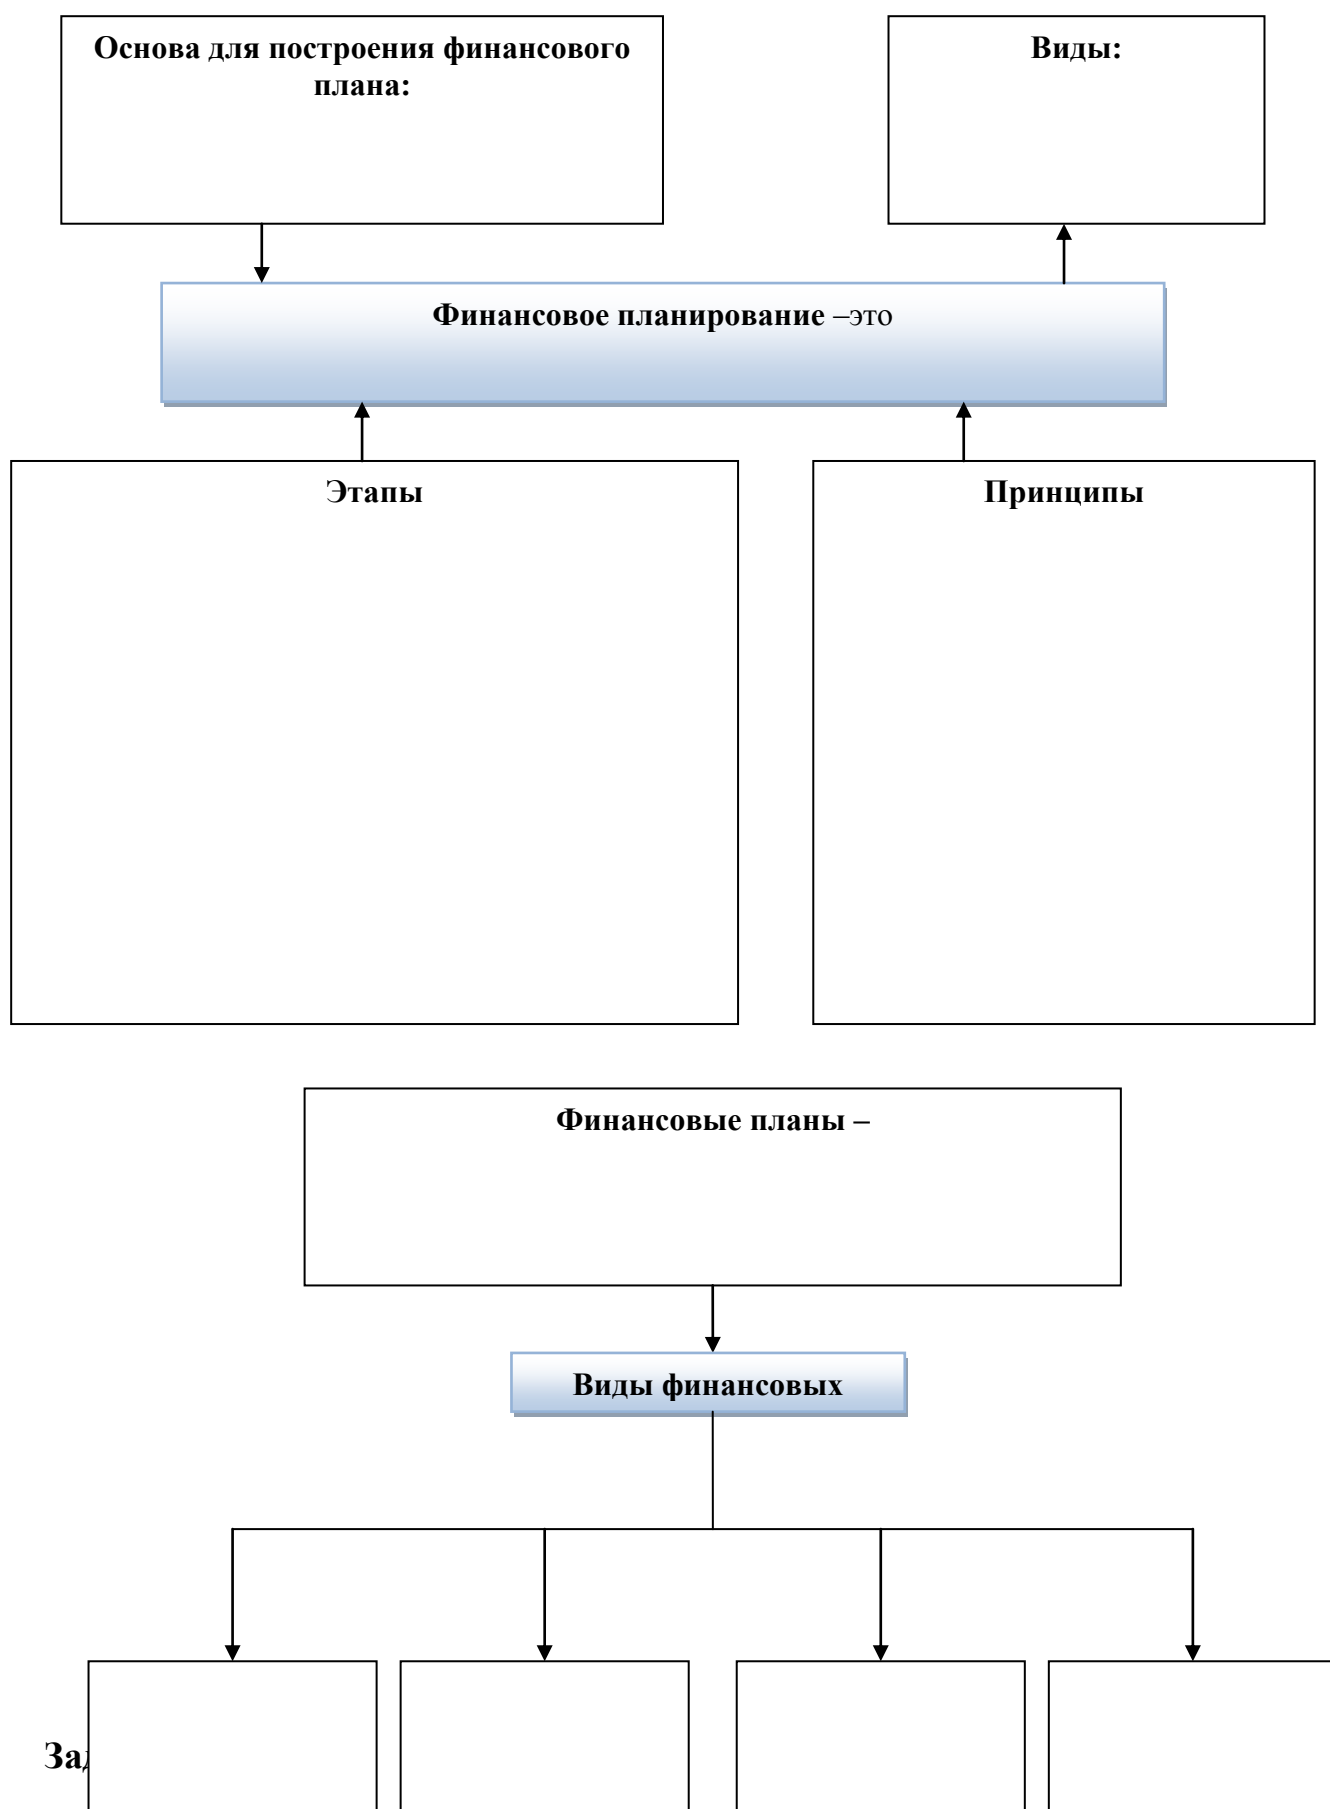 Основа для построения финансового
плана:
Виды:
Финансовое планирование –это
Этапы
Принципы
Финансовые планы –
Виды финансовых